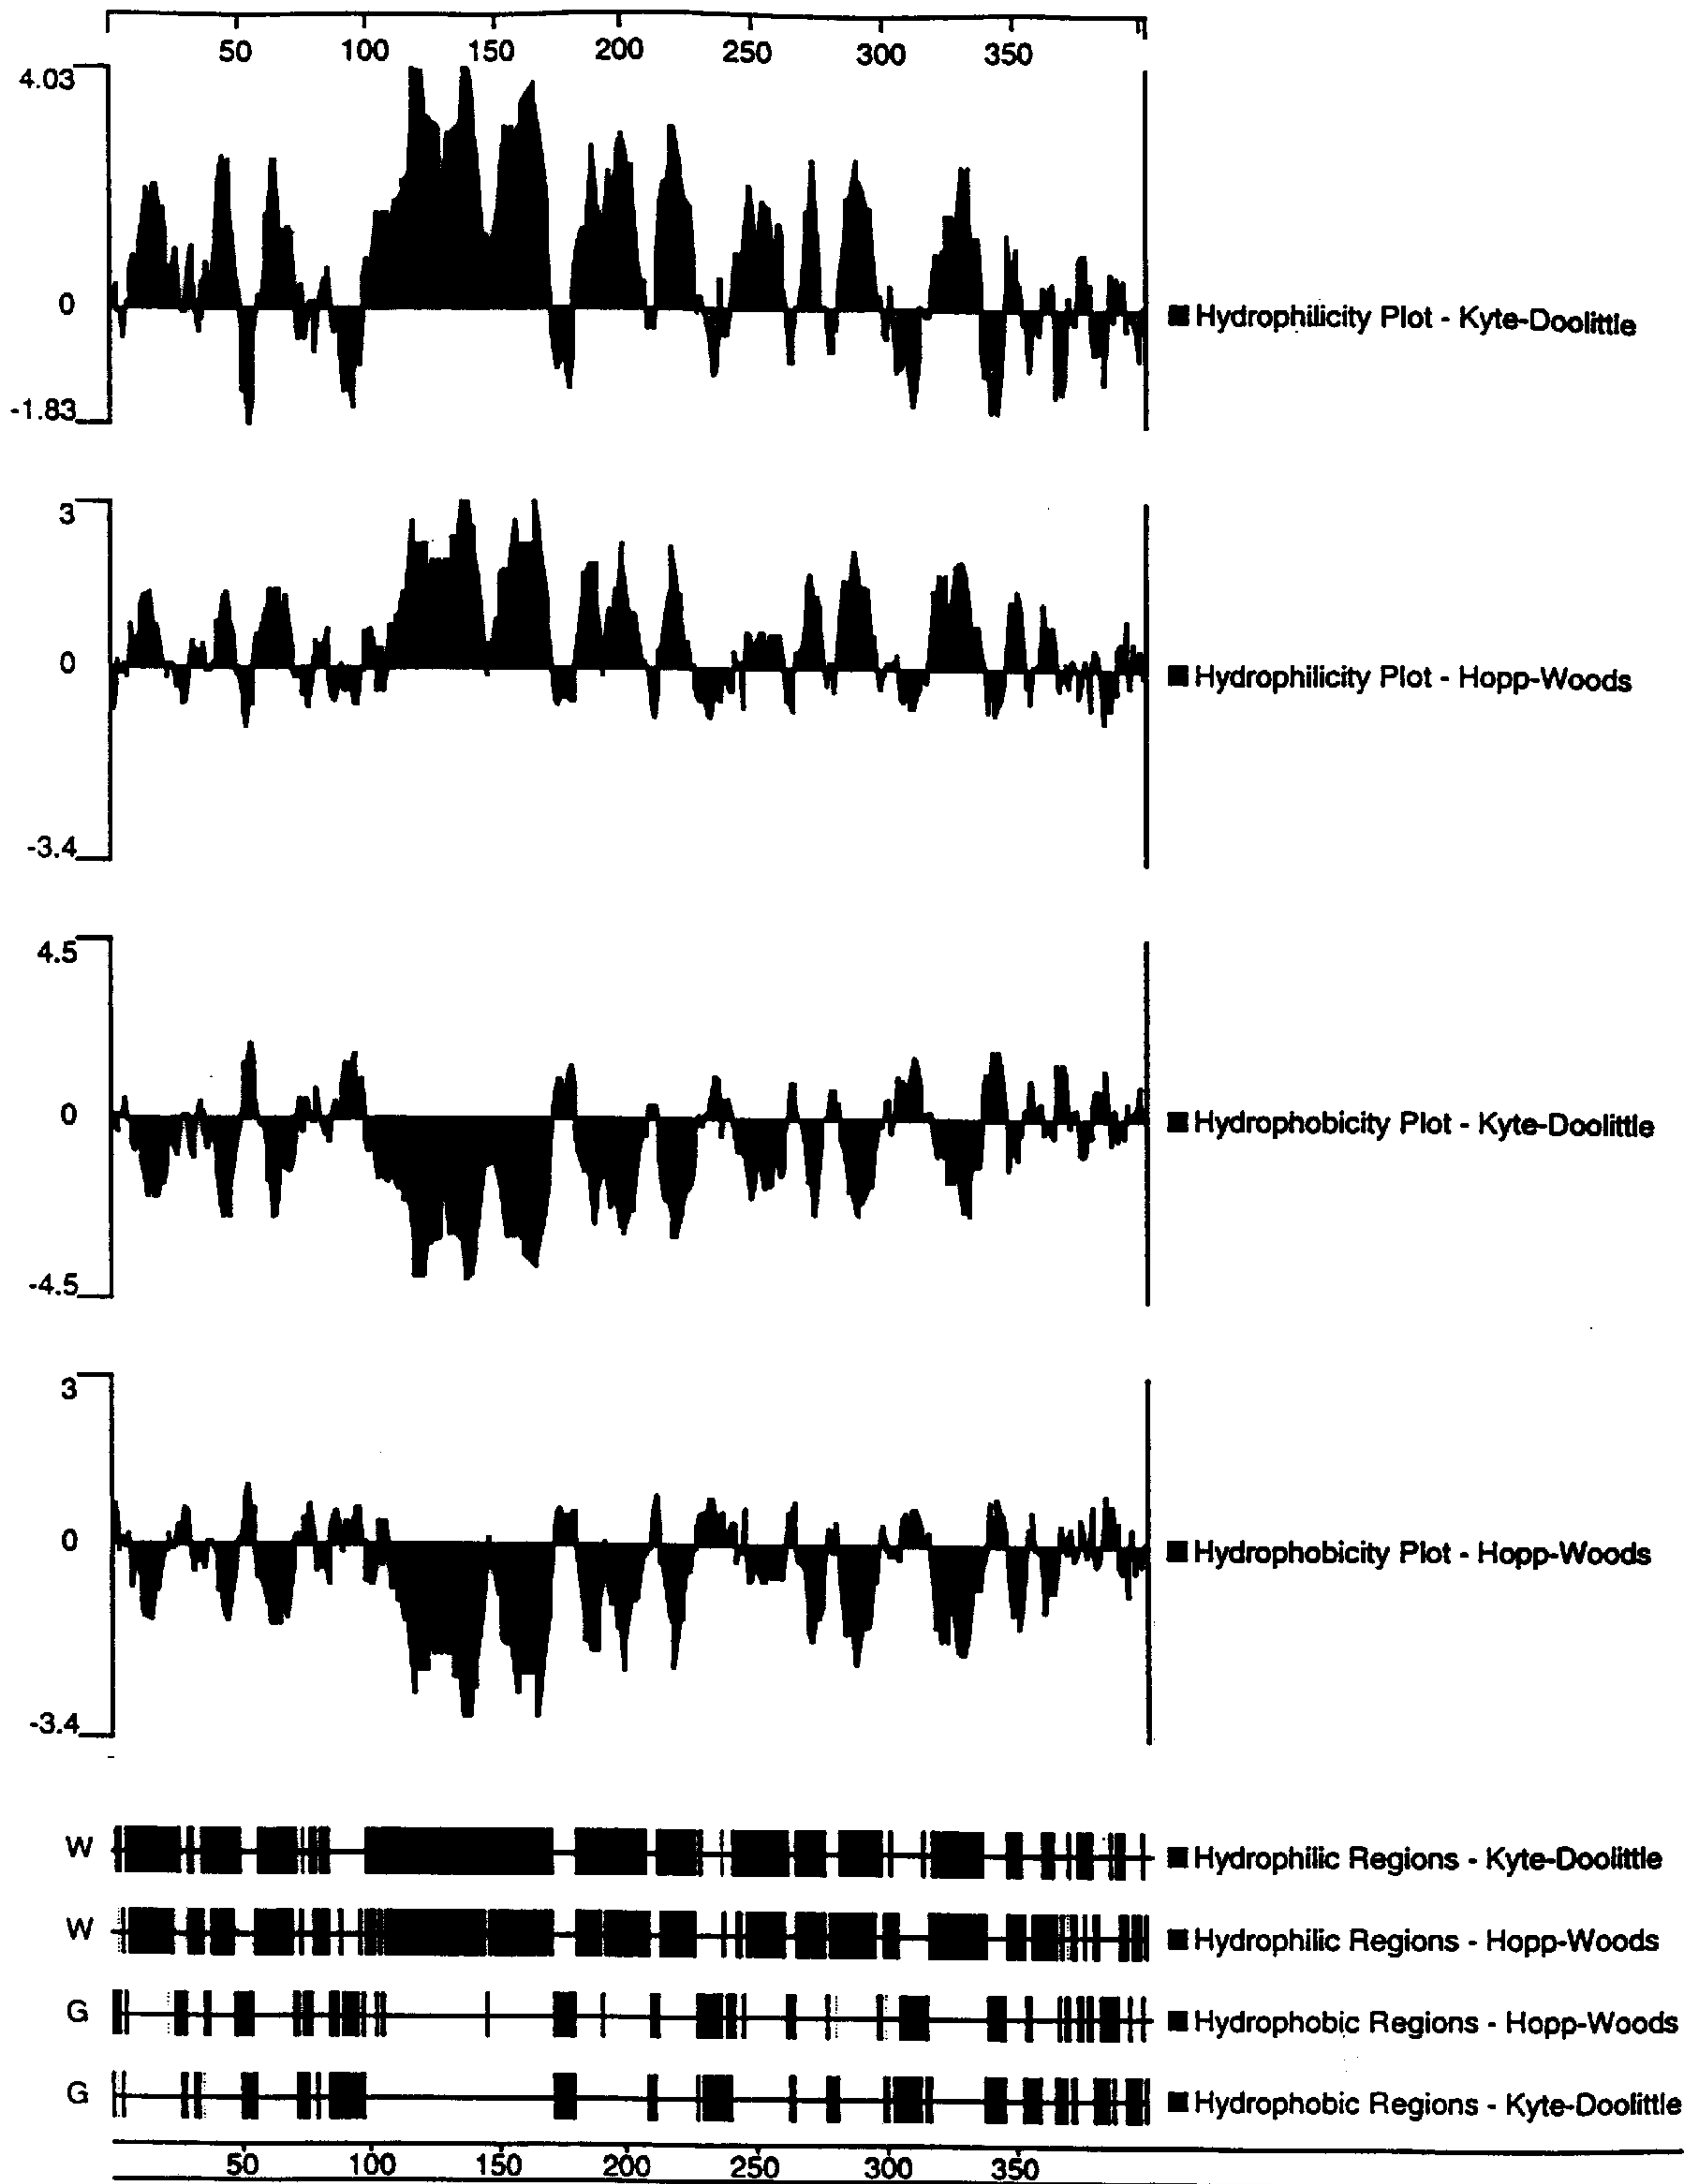 50 100 150 200 250 300 350
4.03
0
Hydrophilicity Plot - Kyte-Doolittle
-1.83
3
0
Hydrophilicity Plot - Hopp-Woods
-3.4
4.5
0
Hydrophobicity Plot - Kyte-Doolittle
-4.5
3
0
Hydrophobicity Plot - Hopp-Woods
-3.4
W Hydrophilic Regions - Kyte-Doolittle
W Hydrophilic Regions - Hopp-Woods
G Hydrophobic Regions - Hopp-Woods
G Hydrophobic Regions - Kyte-Doolittle
50 100 150 200 250 300 350